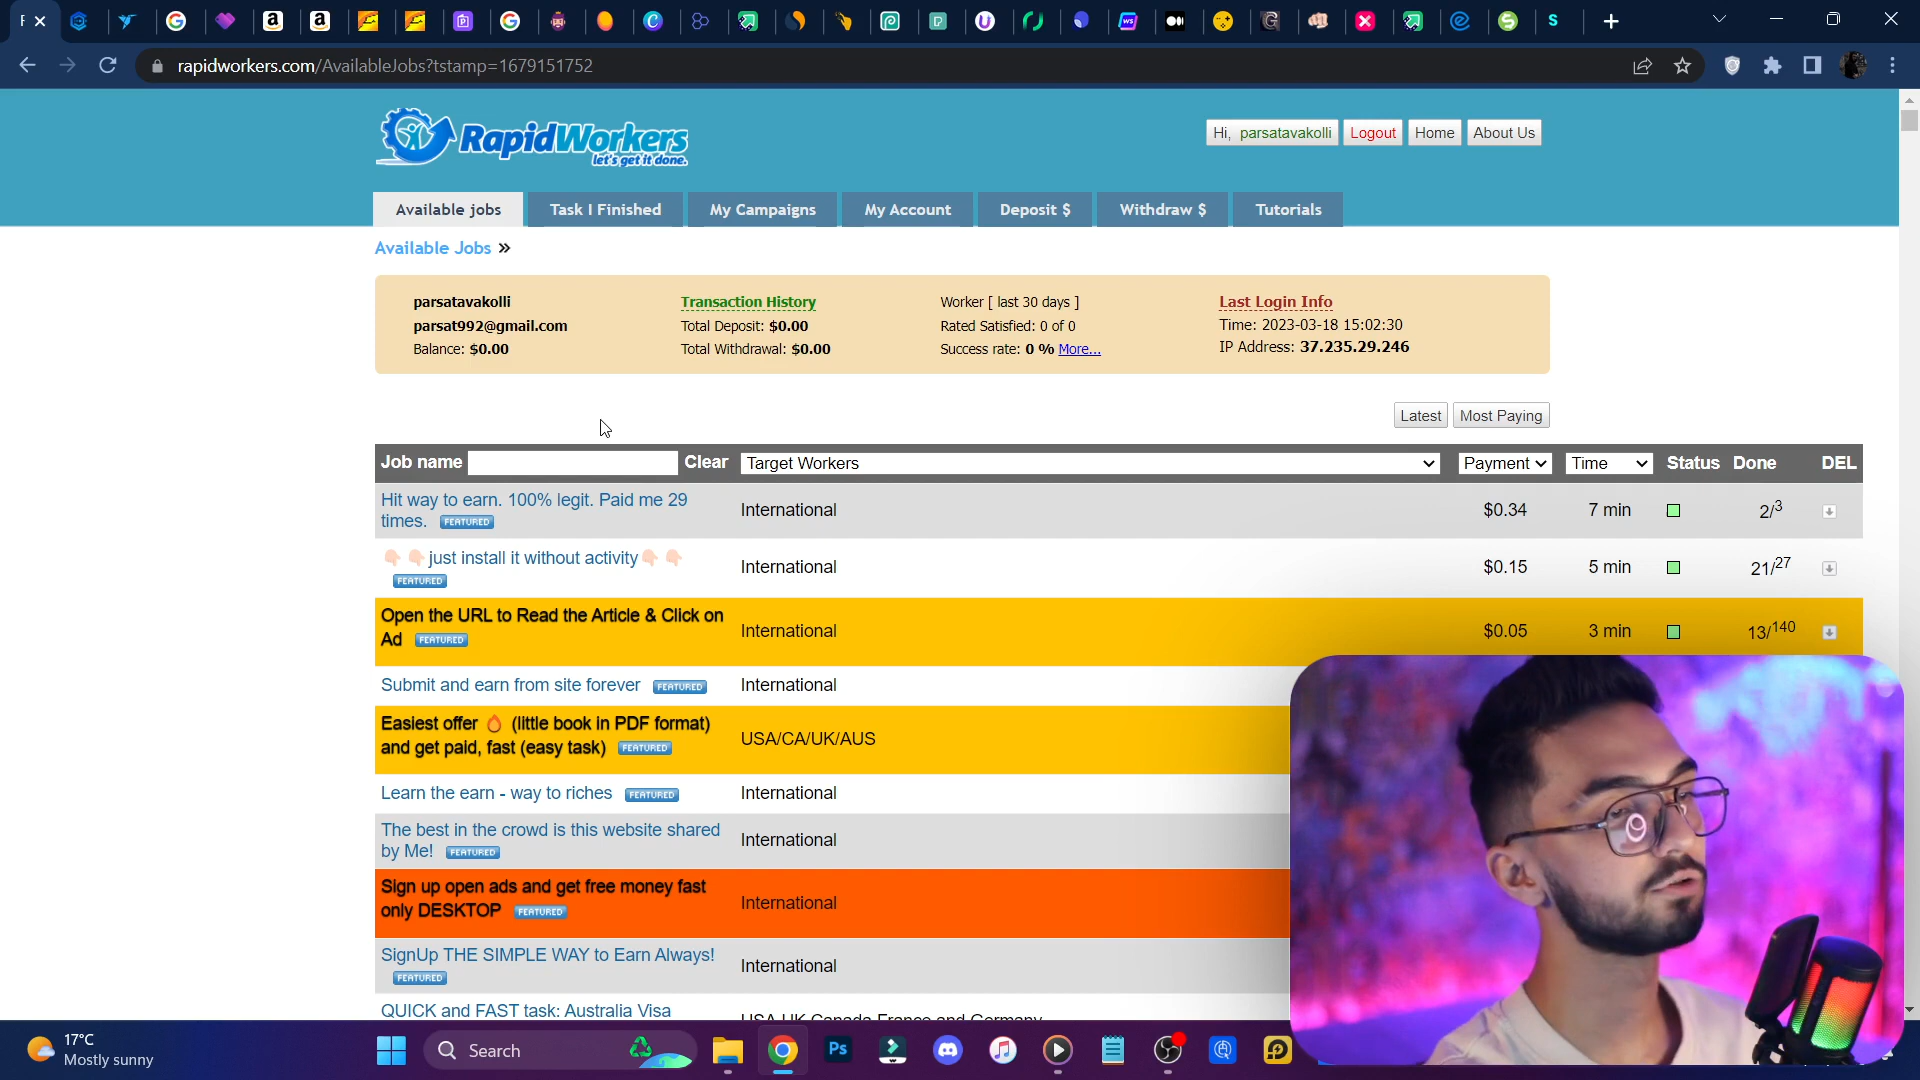 rapidworkers.com/AvailableJobs?tstamp=1679151752
RapidWorkers
let's get it done.
Hi, parsatavakolli Logout Home About Us
Available jobs Task I Finished My Campaigns My Account Deposit $ Withdraw $ Tutorials
Available Jobs »
parsatavakolli Transaction History Worker [ last 30 days ] Last Login Info
parsat992@gmail.com Total Deposit: $0.00 Rated Satisfied: 0 of 0 Time: 2023-03-18 15:02:30
Balance: $0.00 Total Withdrawal: $0.00 Success rate: 0 % More... IP Address: 37.235.29.246
Latest Most Paying
Job name Clear Target Workers Payment Time Status Done DEL
Hit way to earn. 100% legit. Paid me 29
times. FEATURED International $0.34 7 min 2/3
👇🏻👇🏻just install it without activity👇🏻👇🏻
FEATURED International $0.15 5 min 21/27
Open the URL to Read the Article & Click on
Ad FEATURED International $0.05 3 min 13/140
Submit and earn from site forever FEATURED International
Easiest offer 🔥 (little book in PDF format)
and get paid, fast (easy task) FEATURED USA/CA/UK/AUS
Learn the earn - way to riches FEATURED International
The best in the crowd is this website shared
by Me! FEATURED International
Sign up open ads and get free money fast
only DESKTOP FEATURED International
SignUp THE SIMPLE WAY to Earn Always!
FEATURED International
QUICK and FAST task: Australia Visa
USA UK Canada France and Germany
17°C
Mostly sunny
Search
Ps